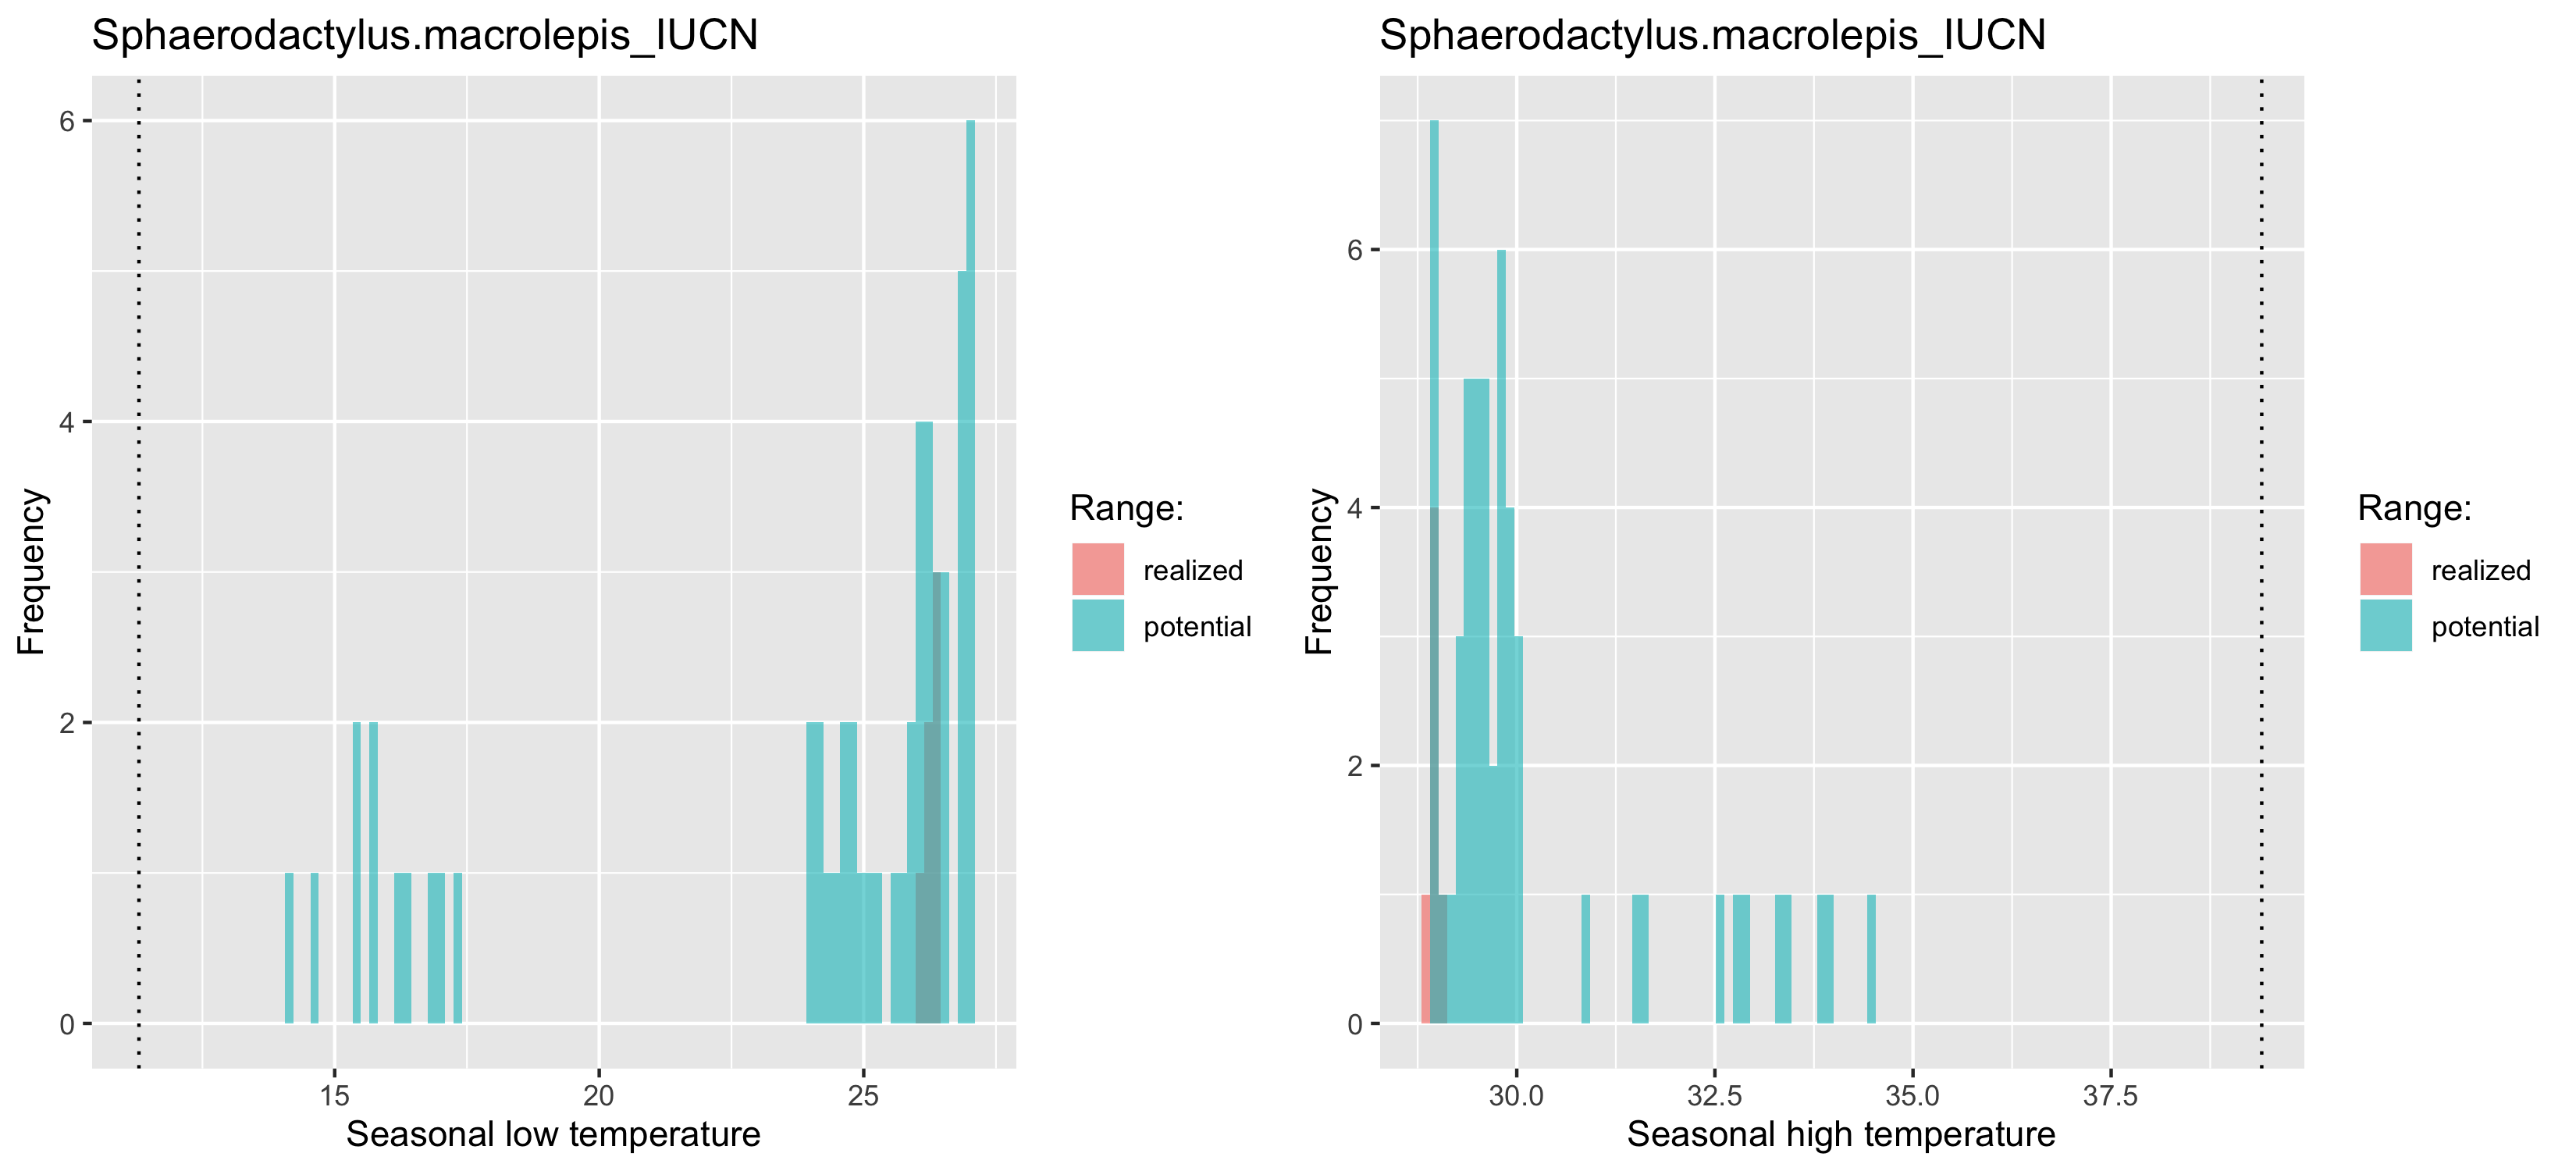 Sphaerodactylus.macrolepis_IUCN
6
4
2
0
Frequency
15
20
25
Seasonal low temperature
Range:
realized
potential
Sphaerodactylus.macrolepis_IUCN
6
4
2
0
Frequency
30.0
32.5
35.0
37.5
Seasonal high temperature
Range:
realized
potential